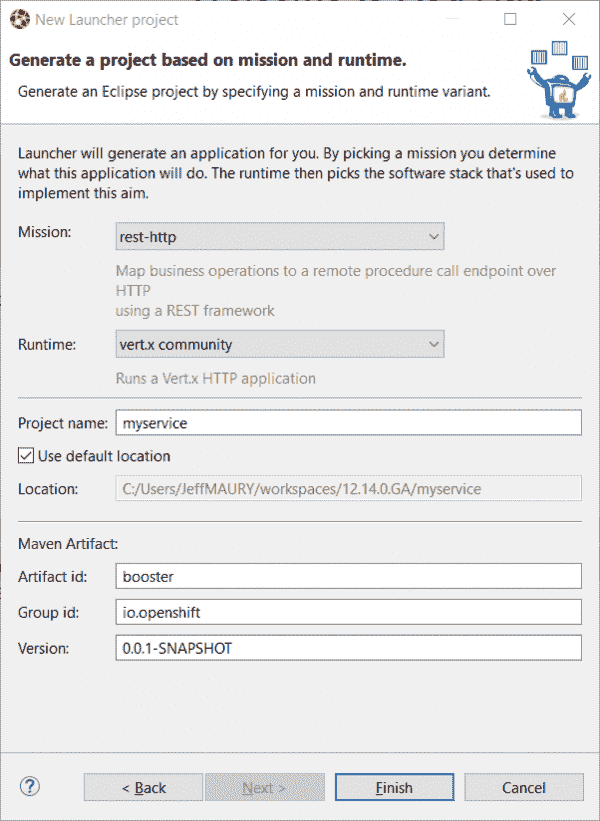 New Launcher project
Generate a project based on mission and runtime.
Generate an Eclipse project by specifying a mission and runtime variant.
Launcher will generate an application for you. By picking a mission you determine
what this application will do. The runtime then picks the software stack that's used to
implement this aim.
Mission: rest-http
Map business operations to a remote procedure call endpoint over
HTTP
using a REST framework
Runtime: vert.x community
Runs a Vert.x HTTP application
Project name: myservice
Use default location
Location: C:/Users/JeffMAURY/workspaces/12.14.0.GA/myservice
Maven Artifact:
Artifact id: booster
Group id: io.openshift
Version: 0.0.1-SNAPSHOT
? < Back Next > Finish Cancel